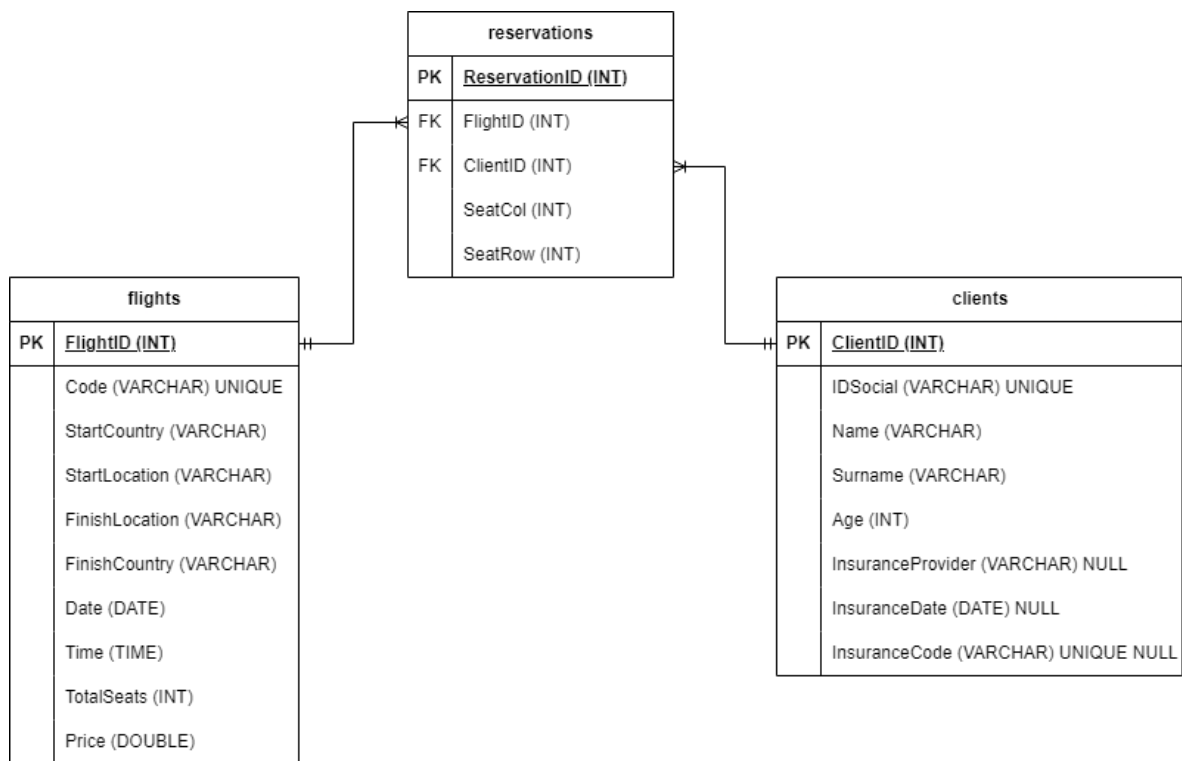 reservations
PK ReservationID (INT)
FK FlightID (INT)
FK ClientID (INT)
SeatCol (INT)
SeatRow (INT)
flights
PK FlightID (INT)
Code (VARCHAR) UNIQUE
StartCountry (VARCHAR)
StartLocation (VARCHAR)
FinishLocation (VARCHAR)
FinishCountry (VARCHAR)
Date (DATE)
Time (TIME)
TotalSeats (INT)
Price (DOUBLE)
clients
PK ClientID (INT)
IDSocial (VARCHAR) UNIQUE
Name (VARCHAR)
Surname (VARCHAR)
Age (INT)
InsuranceProvider (VARCHAR) NULL
InsuranceDate (DATE) NULL
InsuranceCode (VARCHAR) UNIQUE NULL